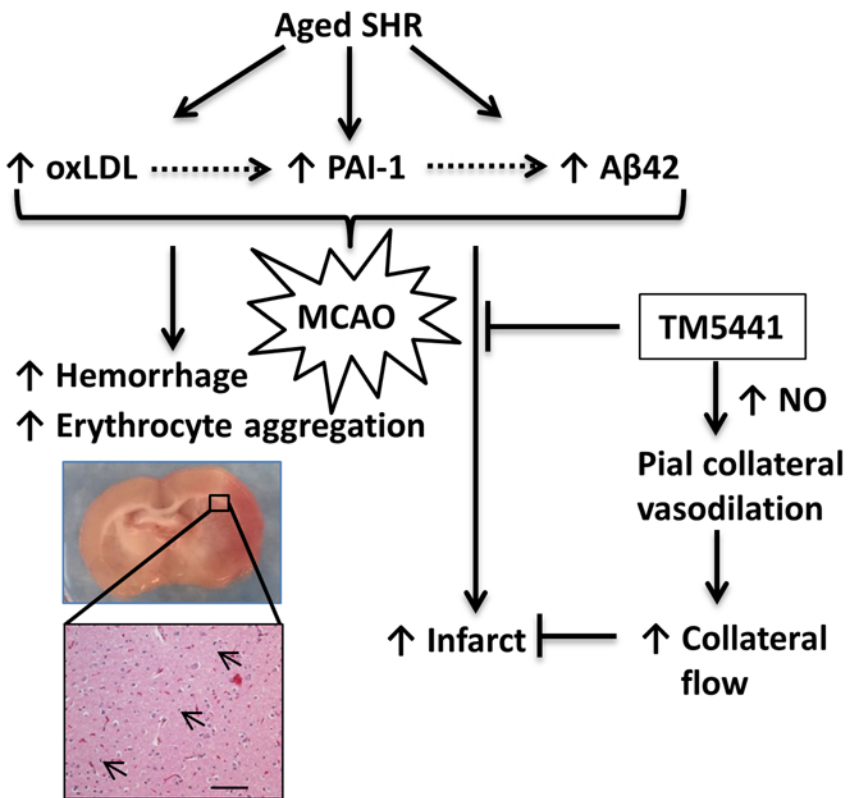 Aged SHR
↑ oxLDL ↑ PAI-1 ↑ Aβ42
MCAO
TM5441
↑ Hemorrhage
↑ Erythrocyte aggregation
↑ NO
Pial collateral
vasodilation
↑ Infarct
↑ Collateral
flow